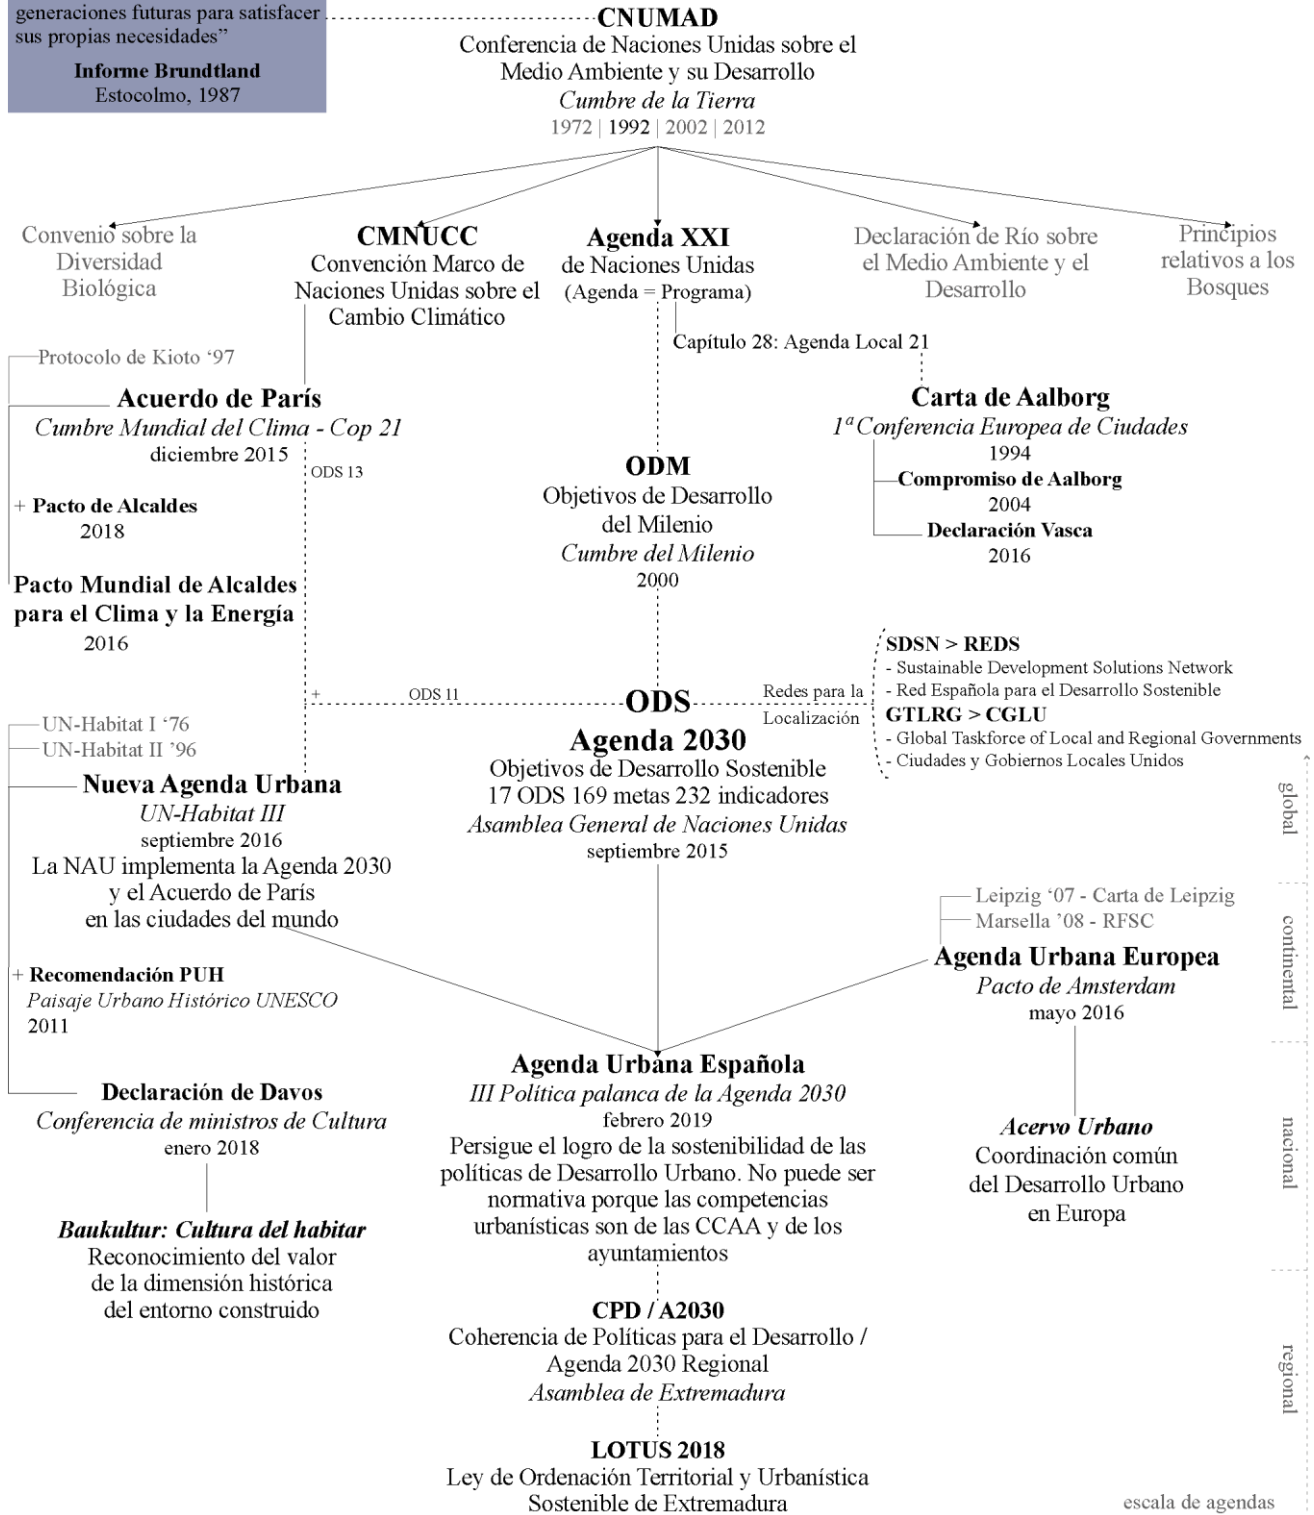 generaciones futuras para satisfacer
sus propias necesidades”
Informe Brundtland
Estocolmo, 1987
CNUMAD
Conferencia de Naciones Unidas sobre el
Medio Ambiente y su Desarrollo
Cumbre de la Tierra
1972 | 1992 | 2002 | 2012
Convenio sobre la
Diversidad
Biológica
CMNUCC
Convención Marco de
Naciones Unidas sobre el
Cambio Climático
Agenda XXI
de Naciones Unidas
(Agenda = Programa)
Declaración de Río sobre
el Medio Ambiente y el
Desarrollo
Principios
relativos a los
Bosques
Capítulo 28: Agenda Local 21
Protocolo de Kioto ‘97
Acuerdo de París
Cumbre Mundial del Clima - Cop 21
diciembre 2015
ODS 13
+ Pacto de Alcaldes
2018
Pacto Mundial de Alcaldes
para el Clima y la Energía
2016
ODM
Objetivos de Desarrollo
del Milenio
Cumbre del Milenio
2000
Carta de Aalborg
1ª Conferencia Europea de Ciudades
1994
Compromiso de Aalborg
2004
Declaración Vasca
2016
+
ODS 11
ODS
Agenda 2030
Objetivos de Desarrollo Sostenible
17 ODS 169 metas 232 indicadores
Asamblea General de Naciones Unidas
septiembre 2015
Redes para la
Localización
SDSN > REDS
- Sustainable Development Solutions Network
- Red Española para el Desarrollo Sostenible
GTLRG > CGLU
- Global Taskforce of Local and Regional Governments
- Ciudades y Gobiernos Locales Unidos
UN-Habitat I ‘76
UN-Habitat II ‘96
Nueva Agenda Urbana
UN-Habitat III
septiembre 2016
La NAU implementa la Agenda 2030
y el Acuerdo de París
en las ciudades del mundo
+ Recomendación PUH
Paisaje Urbano Histórico UNESCO
2011
Leipzig ‘07 - Carta de Leipzig
Marsella ’08 - RFSC
Agenda Urbana Europea
Pacto de Amsterdam
mayo 2016
Acervo Urbano
Coordinación común
del Desarrollo Urbano
en Europa
Declaración de Davos
Conferencia de ministros de Cultura
enero 2018
Baukultur: Cultura del habitar
Reconocimiento del valor
de la dimensión histórica
del entorno construido
Agenda Urbana Española
III Política palanca de la Agenda 2030
febrero 2019
Persigue el logro de la sostenibilidad de las
políticas de Desarrollo Urbano. No puede ser
normativa porque las competencias
urbanísticas son de las CCAA y de los
ayuntamientos
CPD / A2030
Coherencia de Políticas para el Desarrollo /
Agenda 2030 Regional
Asamblea de Extremadura
LOTUS 2018
Ley de Ordenación Territorial y Urbanística
Sostenible de Extremadura
global
continental
nacional
regional
escala de agendas